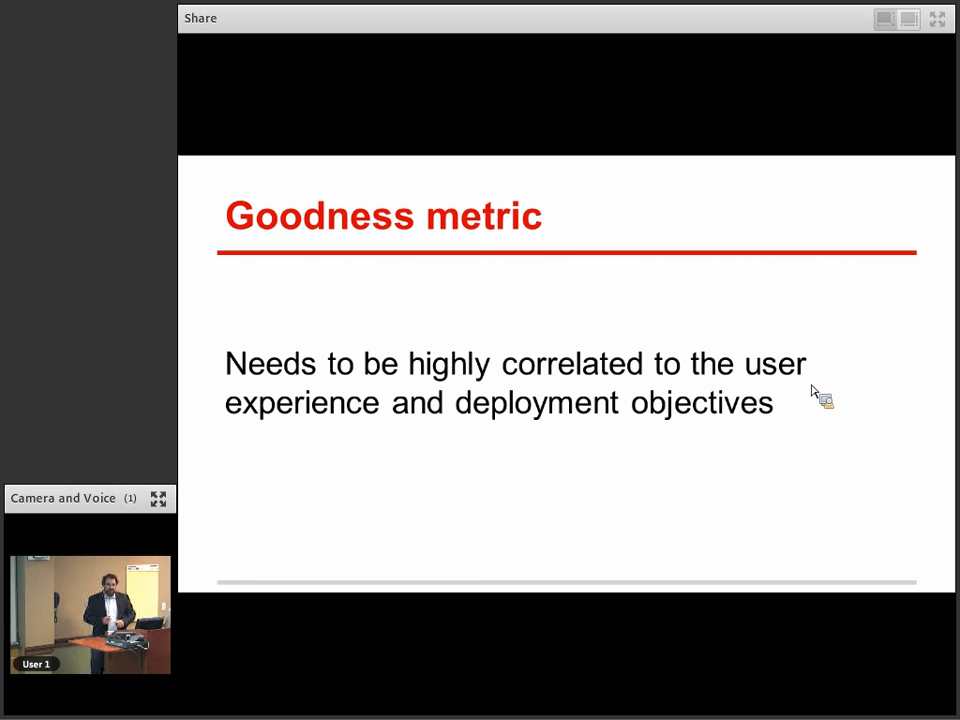 Share
Goodness metric
Needs to be highly correlated to the user
experience and deployment objectives
Camera and Voice (1)
User 1